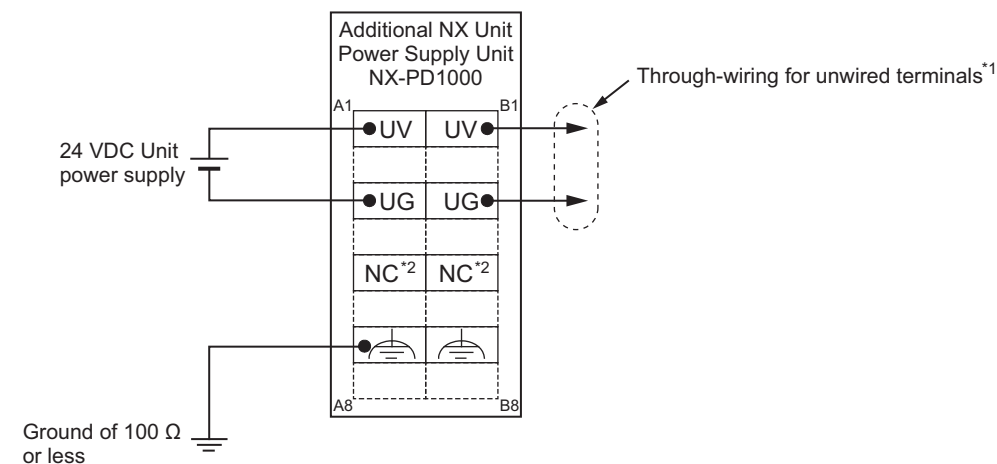 Additional NX Unit
Power Supply Unit
NX-PD1000
Through-wiring for unwired terminals*1
A1 B1
UV UV
24 VDC Unit
power supply
UG UG
NC*2 NC*2
A8 B8
Ground of 100 Ω
or less